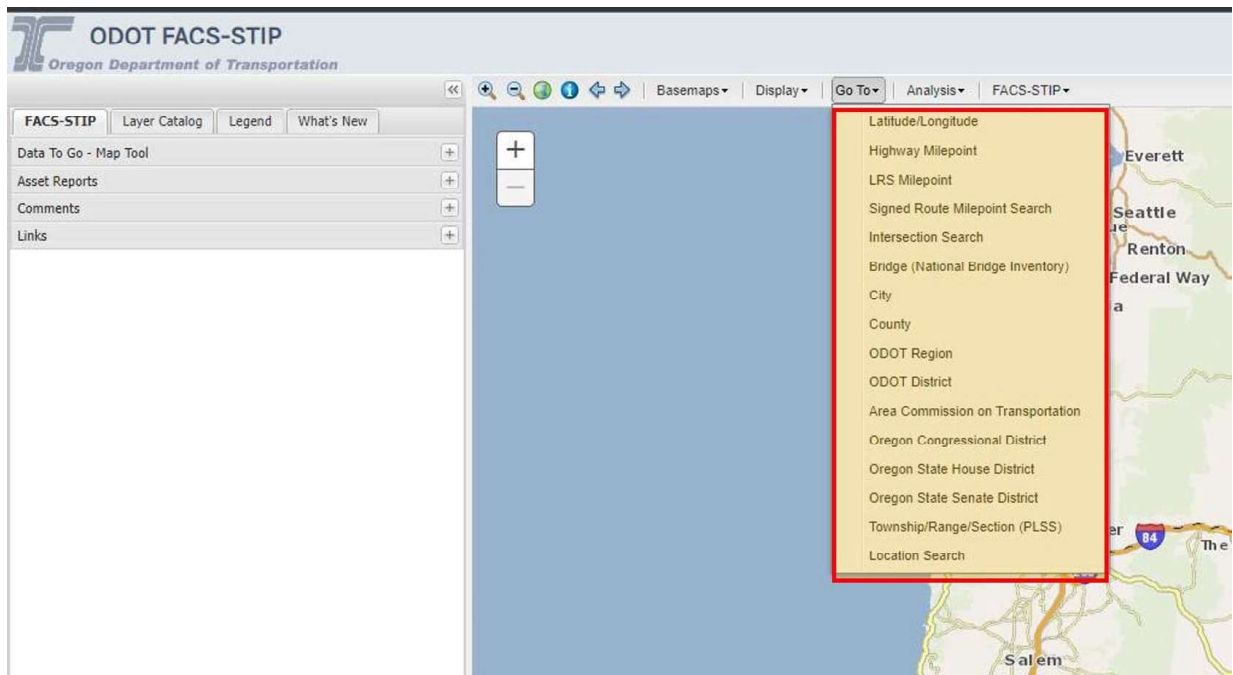 ODOT FACS-STIP
Oregon Department of Transportation
Basemaps
Display
Go To
Analysis
FACS-STIP
FACS-STIP
Layer Catalog
Legend
What's New
Data To Go - Map Tool
Asset Reports
Comments
Links
Latitude/Longitude
Highway Milepoint
LRS Milepoint
Signed Route Milepoint Search
Intersection Search
Bridge (National Bridge Inventory)
City
County
ODOT Region
ODOT District
Area Commission on Transportation
Oregon Congressional District
Oregon State House District
Oregon State Senate District
Township/Range/Section (PLSS)
Location Search
Everett
Seattle
Renton
Federal Way
84
The
Salem